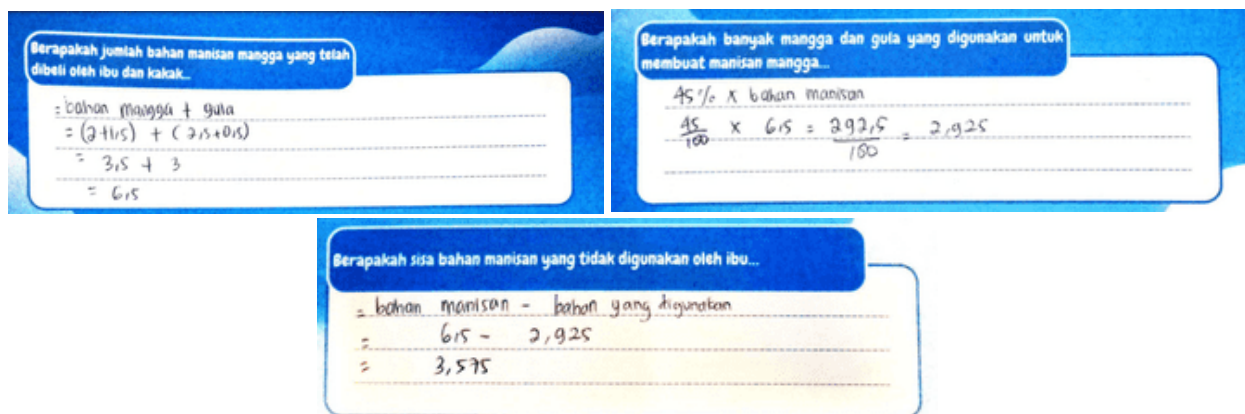 Berapakah jumlah bahan manisan mangga yang telah
dibeli oleh ibu dan kakak...
= bahan mangga + gula
= (2+1,5) + (2,5+0,5)
= 3,5 + 3
= 6,5
Berapakah banyak mangga dan gula yang digunakan untuk
membuat manisan mangga...
45% x bahan manisan
45/100 x 6,5 = 292,5/100 = 2,925
Berapakah sisa bahan manisan yang tidak digunakan oleh ibu...
= bahan manisan - bahan yang digunakan
= 6,5 - 2,925
= 3,575